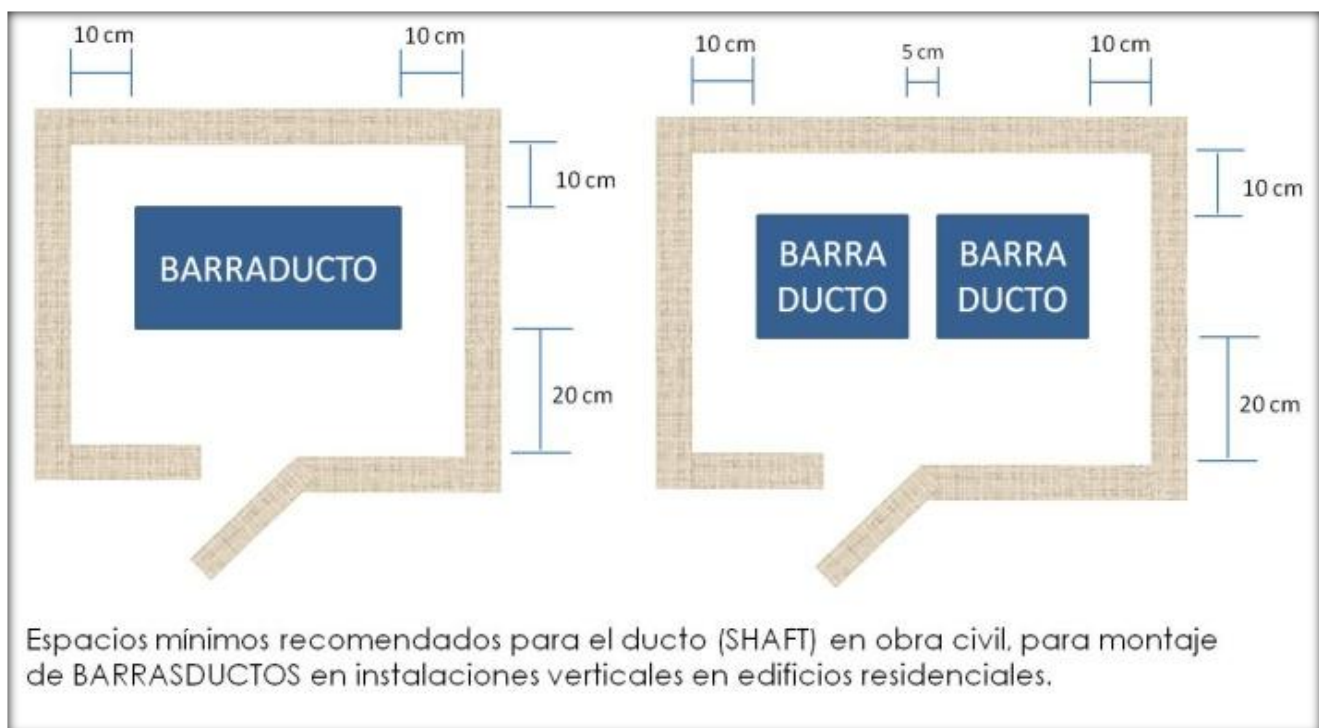 10 cm
10 cm
10 cm
BARRADUCTO
20 cm
10 cm
5 cm
10 cm
10 cm
BARRA
DUCTO
BARRA
DUCTO
20 cm
Espacios mínimos recomendados para el ducto (SHAFT) en obra civil, para montaje
de BARRASDUCTOS en instalaciones verticales en edificios residenciales.